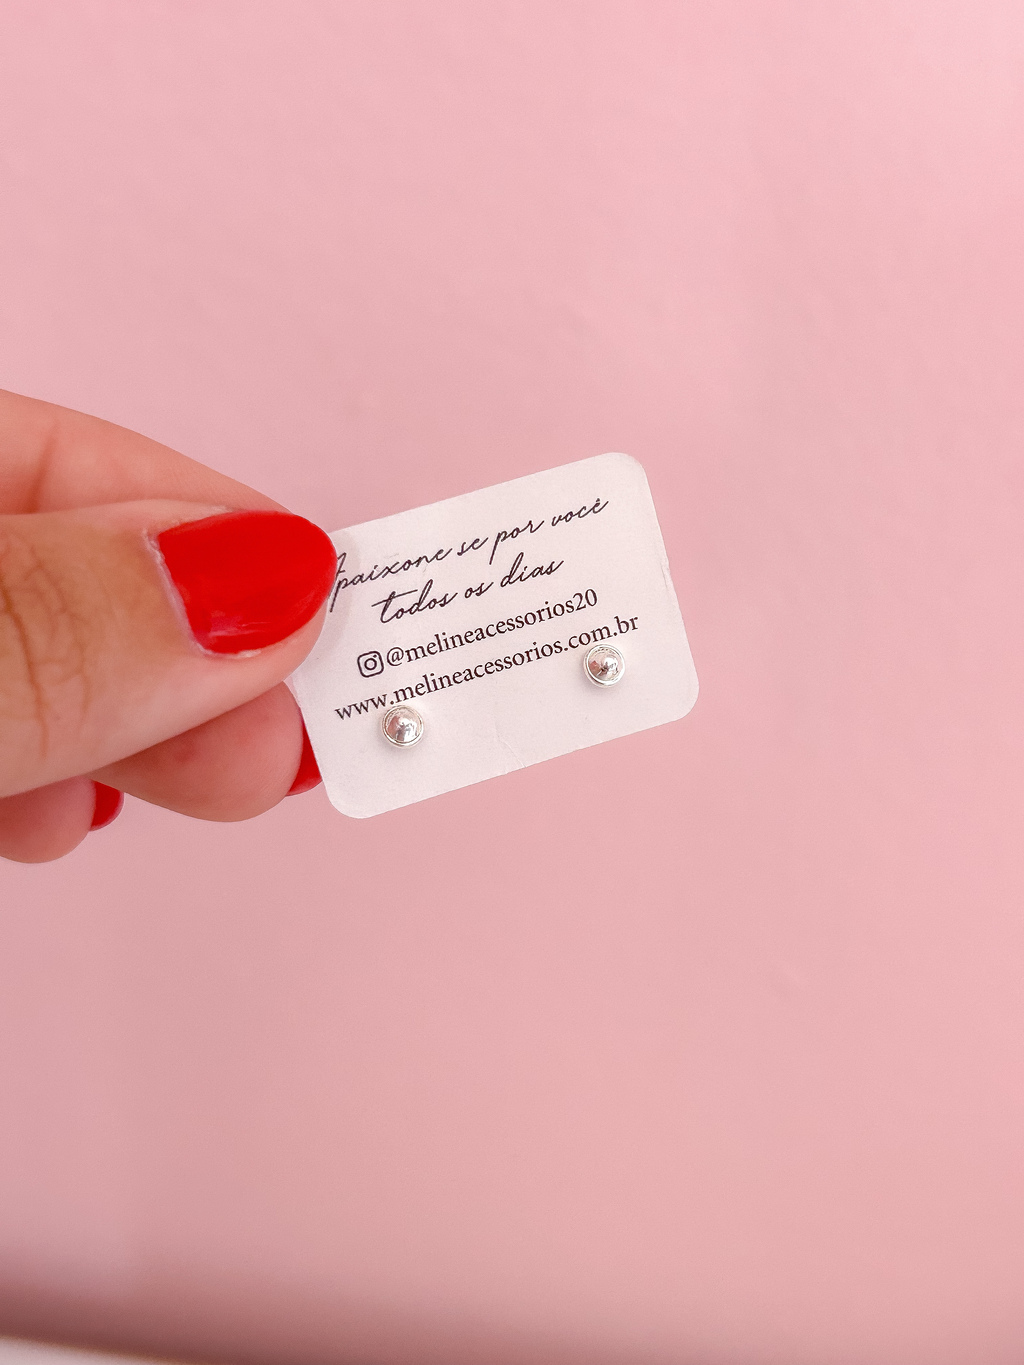 Apaixone se por você
todos os dias
@melineacessorios20
www.melineacessorios.com.br